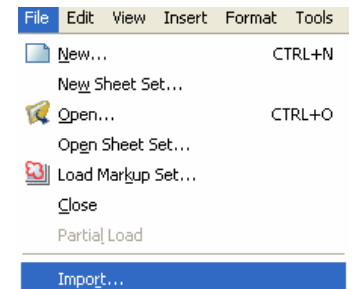 File Edit View Insert Format Tools
New... CTRL+N
New Sheet Set...
Open... CTRL+O
Open Sheet Set...
Load Markup Set...
Close
Partial Load
Import...